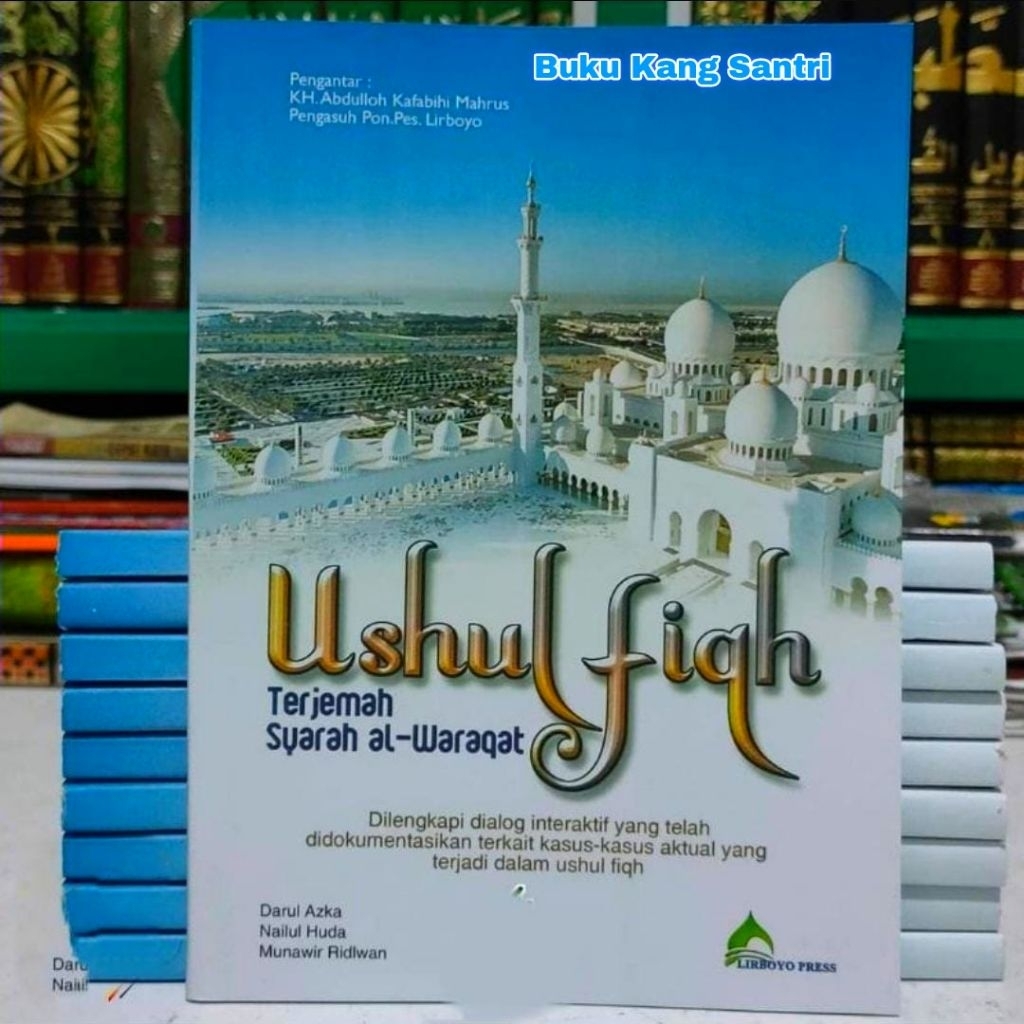 Buku Kang Santri
Pengantar :
KH. Abdulloh Kafabihi Mahrus
Pengasuh Pon.Pes. Lirboyo
Ushul fiqh
Terjemah
Syarah al-Waraqat
Dilengkapi dialog interaktif yang telah
didokumentasikan terkait kasus-kasus aktual yang
terjadi dalam ushul fiqh
Darul Azka
Nailul Huda
Munawir Ridlwan
LIRBOYO PRESS